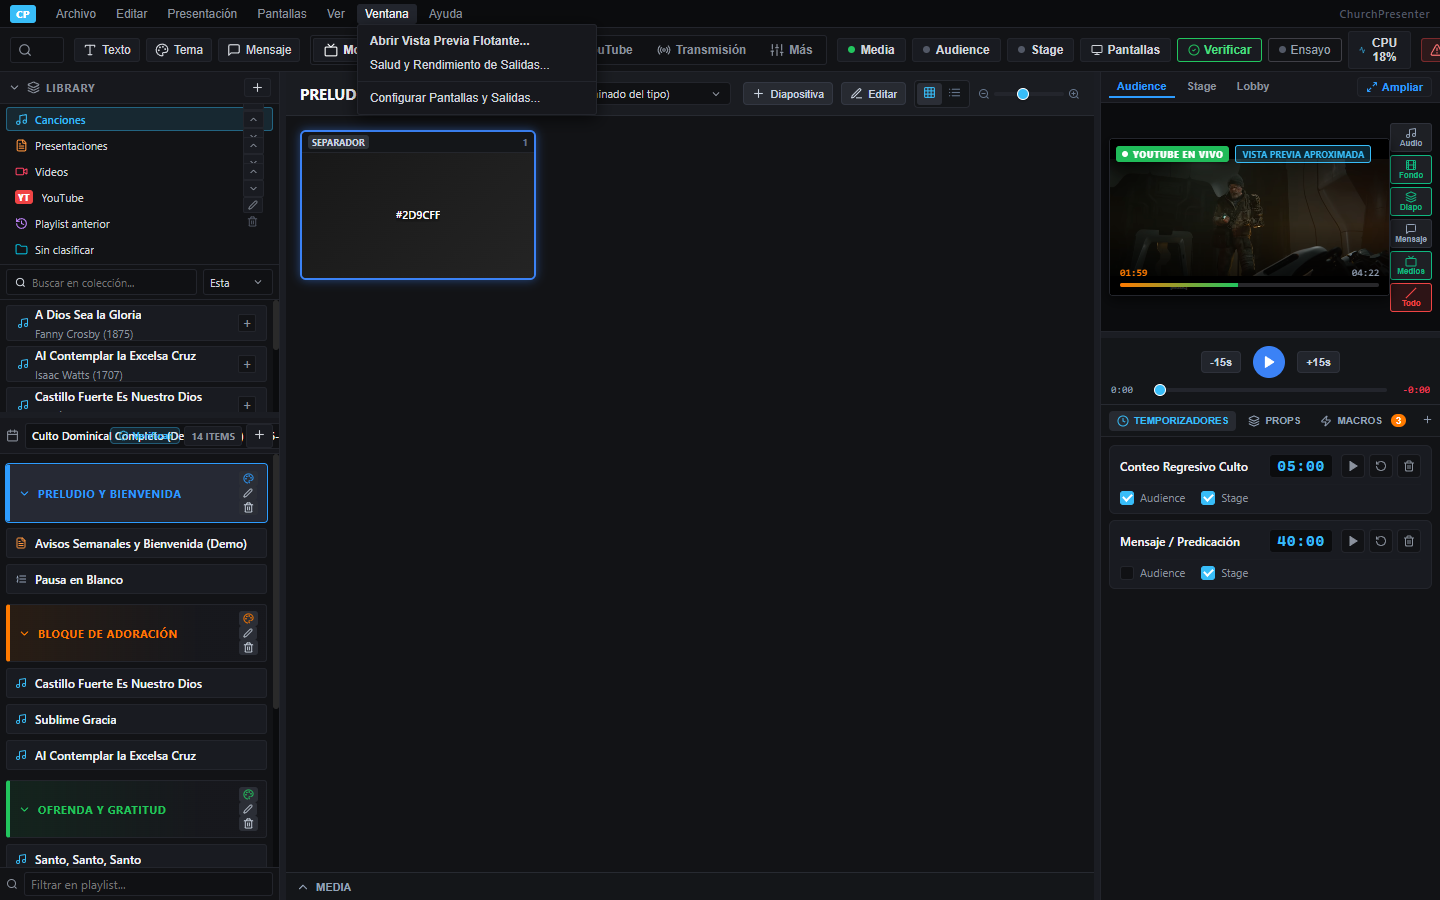 CP Archivo Editar Presentación Pantallas Ver Ventana Ayuda ChurchPresenter
Texto Tema Mensaje Transmisión Más Media Audience Stage Pantallas Verificar Ensayo CPU 18%
Abrir Vista Previa Flotante...
Salud y Rendimiento de Salidas...
Configurar Pantallas y Salidas...
LIBRARY
Canciones
Presentaciones
Videos
YT YouTube
Playlist anterior
Sin clasificar
Buscar en colección... Esta
A Dios Sea la Gloria
Fanny Crosby (1875)
Al Contemplar la Excelsa Cruz
Isaac Watts (1707)
Castillo Fuerte Es Nuestro Dios
Culto Dominical Completo (De 14 ITEMS
PRELUDIO Y BIENVENIDA
Avisos Semanales y Bienvenida (Demo)
Pausa en Blanco
BLOQUE DE ADORACIÓN
Castillo Fuerte Es Nuestro Dios
Sublime Gracia
Al Contemplar la Excelsa Cruz
OFRENDA Y GRATITUD
Santo, Santo, Santo
Filtrar en playlist...
PRELUD inado del tipo) Diapositiva Editar
SEPARADOR 1
#2D9CFF
MEDIA
Audience Stage Lobby Ampliar
YOUTUBE EN VIVO VISTA PREVIA APROXIMADA
01:59 04:22
Audio
Fondo
Diapo
Mensaje
Medios
Todo
-15s +15s
0:00 -0:00
TEMPORIZADORES PROPS MACROS 3
Conteo Regresivo Culto 05:00
Audience Stage
Mensaje / Predicación 40:00
Audience Stage